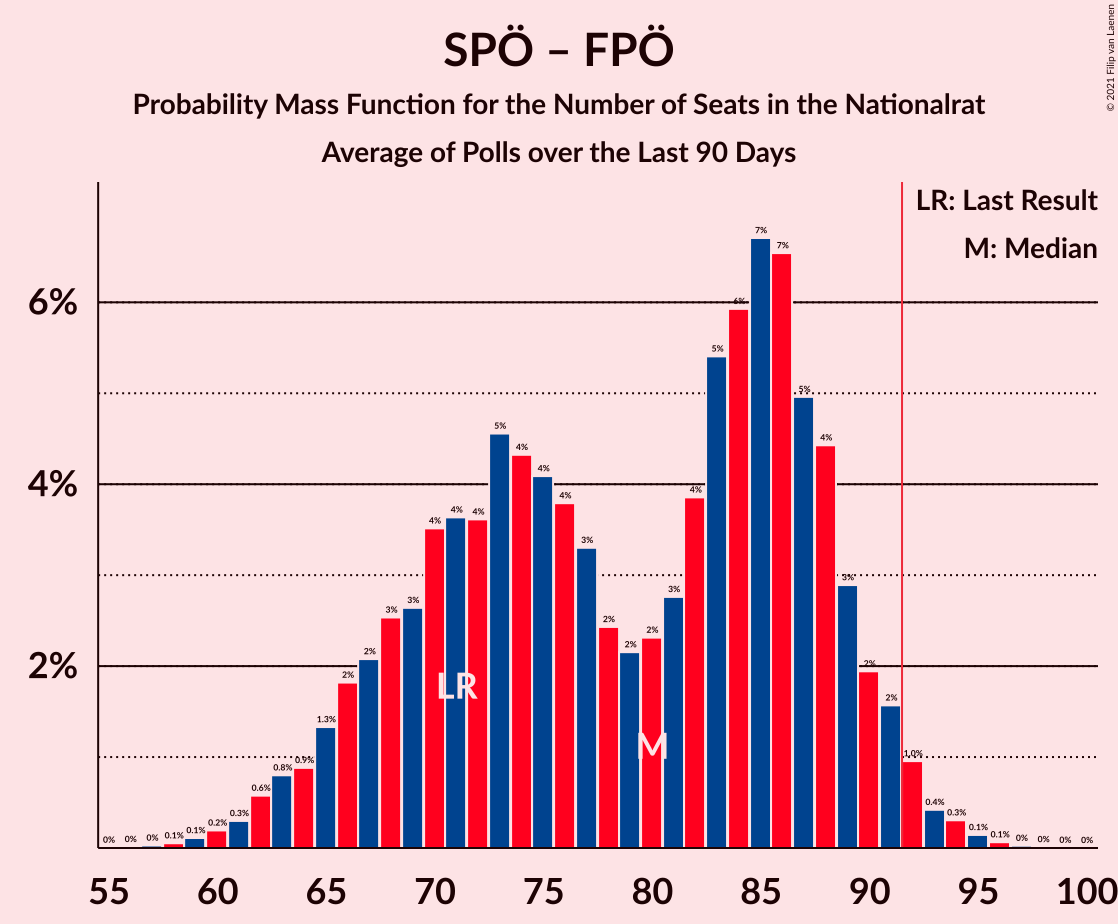 SPÖ – FPÖ
Probability Mass Function for the Number of Seats in the Nationalrat
Average of Polls over the Last 90 Days
© 2021 Filip van Laenen
LR: Last Result
M: Median
7% 7%
6%
6%
5%
5%
5% 4% 4% 4%
4%
4% 4% 4% 4%
3% 3% 3% 3% 3%
2% 2% 2% 2%
2%
2% 2% 2%
LR
M
1.3%
0.8% 0.9% 1.0%
0% 0% 0% 0.1% 0.1% 0.2% 0.3% 0.6% 0.4% 0.3% 0.1% 0.1% 0% 0% 0% 0%
55 60 65 70 75 80 85 90 95 100